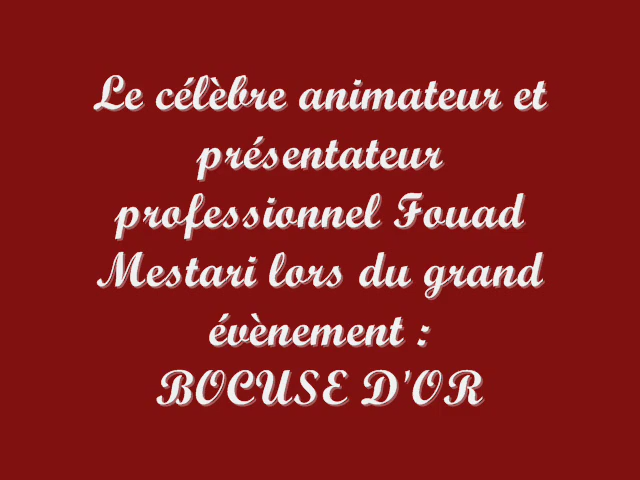 Le célèbre animateur et
présentateur
professionnel Fouad
Mestari lors du grand
évènement :
BOCUSE D'OR